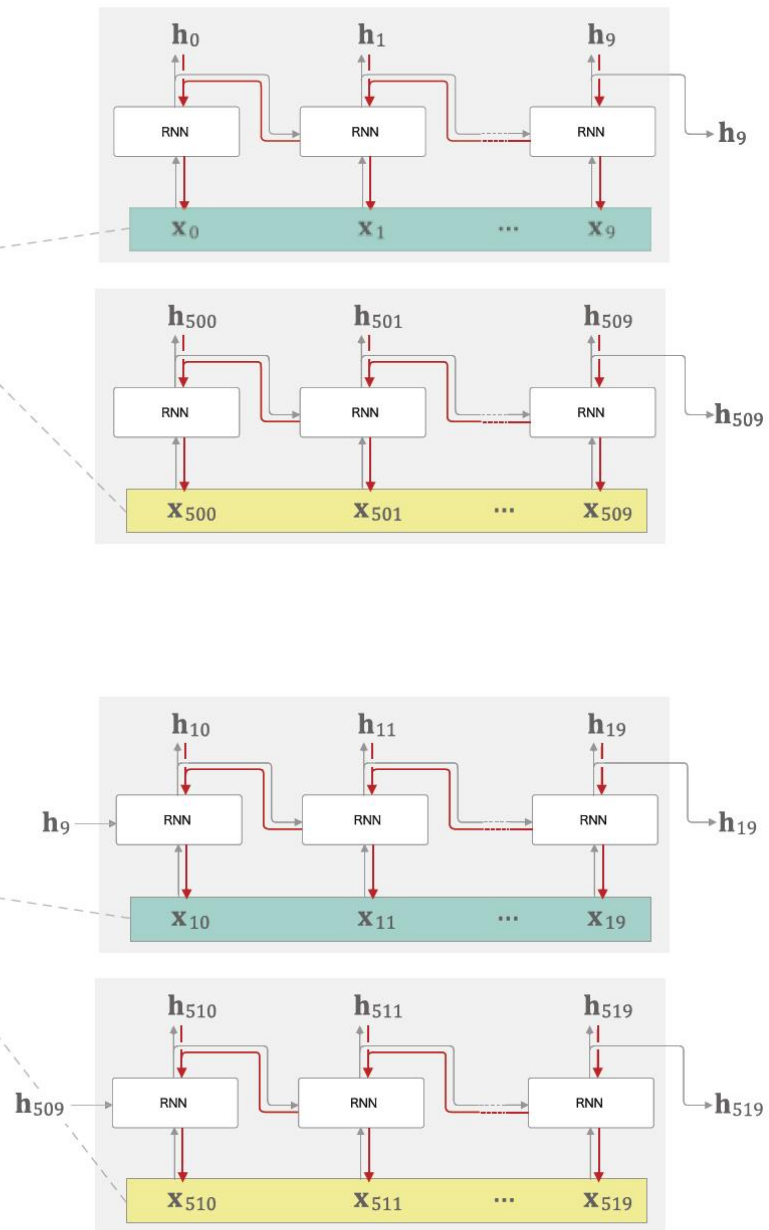 h0 h1 h9
RNN RNN RNN h9
x0 x1 ... x9
h500 h501 h509
RNN RNN RNN h509
x500 x501 ... x509
h10 h11 h19
h9 RNN RNN RNN h19
x10 x11 ... x19
h510 h511 h519
h509 RNN RNN RNN h519
x510 x511 ... x519